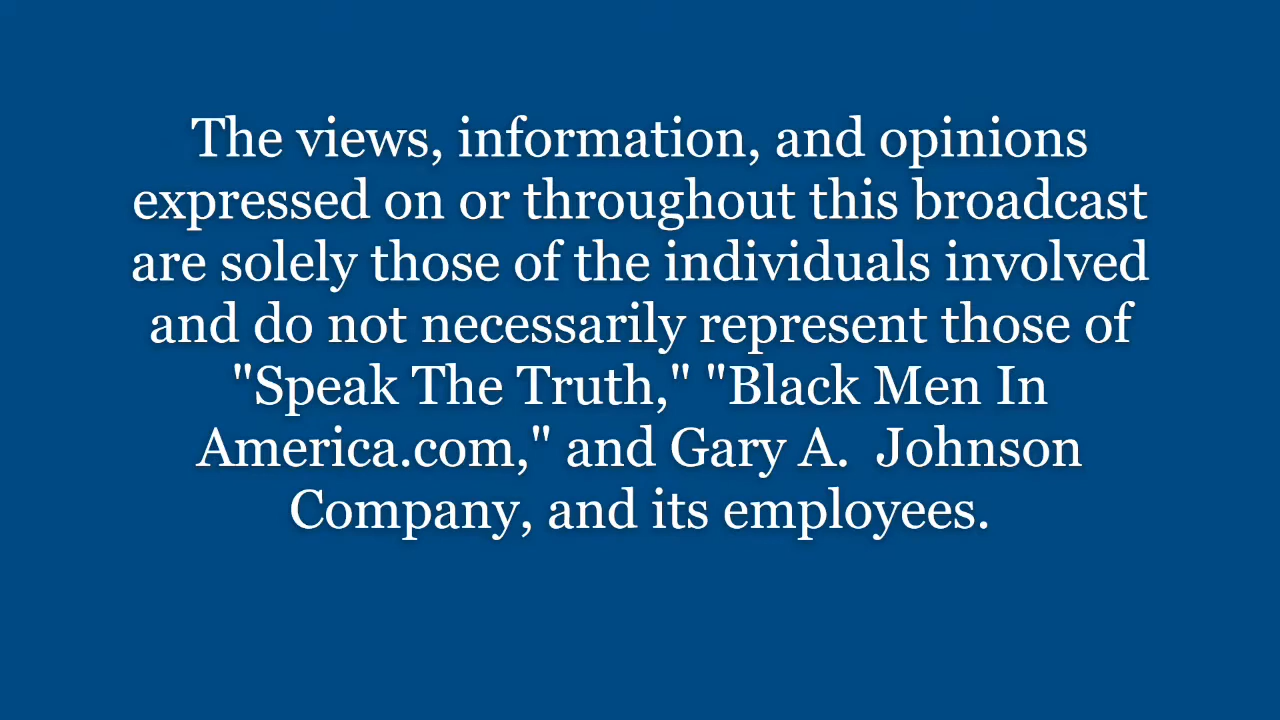 The views, information, and opinions
expressed on or throughout this broadcast
are solely those of the individuals involved
and do not necessarily represent those of
"Speak The Truth," "Black Men In
America.com," and Gary A.  Johnson
Company, and its employees.